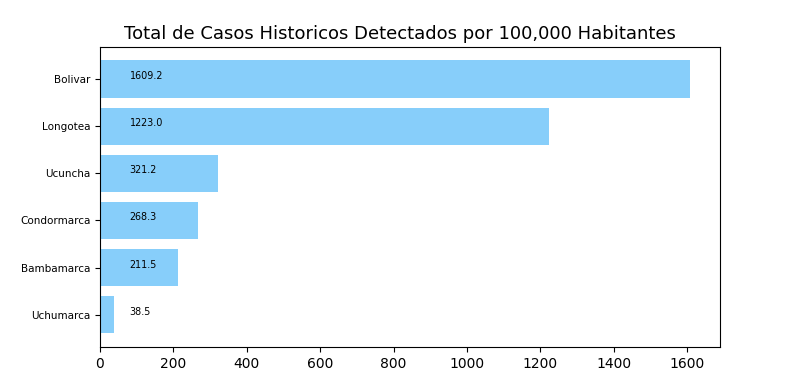 Total de Casos Historicos Detectados por 100,000 Habitantes
Bolivar 1609.2
Longotea 1223.0
Ucuncha 321.2
Condormarca 268.3
Bambamarca 211.5
Uchumarca 38.5
0 200 400 600 800 1000 1200 1400 1600